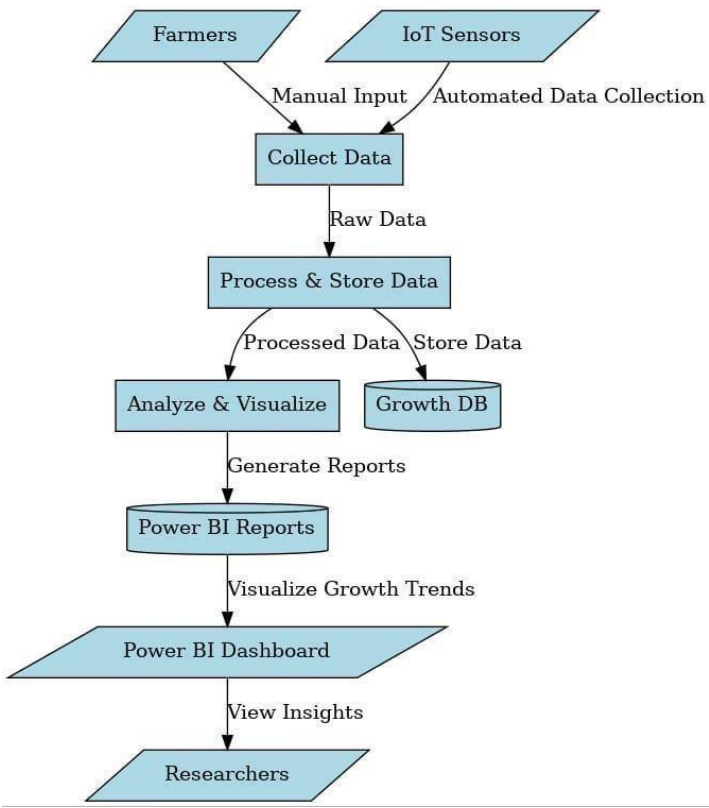 Farmers
IoT Sensors
Manual Input
Automated Data Collection
Collect Data
Raw Data
Process & Store Data
Processed Data
Store Data
Analyze & Visualize
Growth DB
Generate Reports
Power BI Reports
Visualize Growth Trends
Power BI Dashboard
View Insights
Researchers